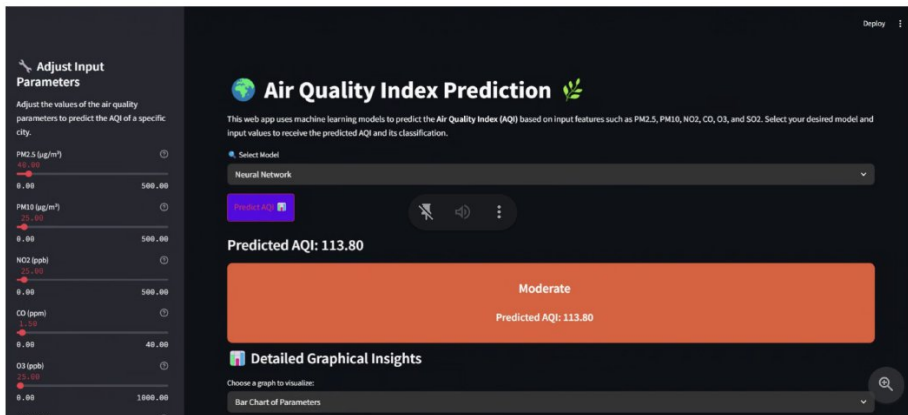 Deploy
🔧 Adjust Input
Parameters
Adjust the values of the air quality
parameters to predict the AQI of a specific
city.
PM2.5 (µg/m³)
40.00
0.00 500.00
PM10 (µg/m³)
25.00
0.00 500.00
NO2 (ppb)
25.00
0.00 500.00
CO (ppm)
1.50
0.00 40.00
O3 (ppb)
25.00
0.00 1000.00
🌍 Air Quality Index Prediction 🌿
This web app uses machine learning models to predict the Air Quality Index (AQI) based on input features such as PM2.5, PM10, NO2, CO, O3, and SO2. Select your desired model and
input values to receive the predicted AQI and its classification.
🔍 Select Model
Neural Network
Predict AQI 📊
Predicted AQI: 113.80
Moderate
Predicted AQI: 113.80
📊 Detailed Graphical Insights
Choose a graph to visualize:
Bar Chart of Parameters